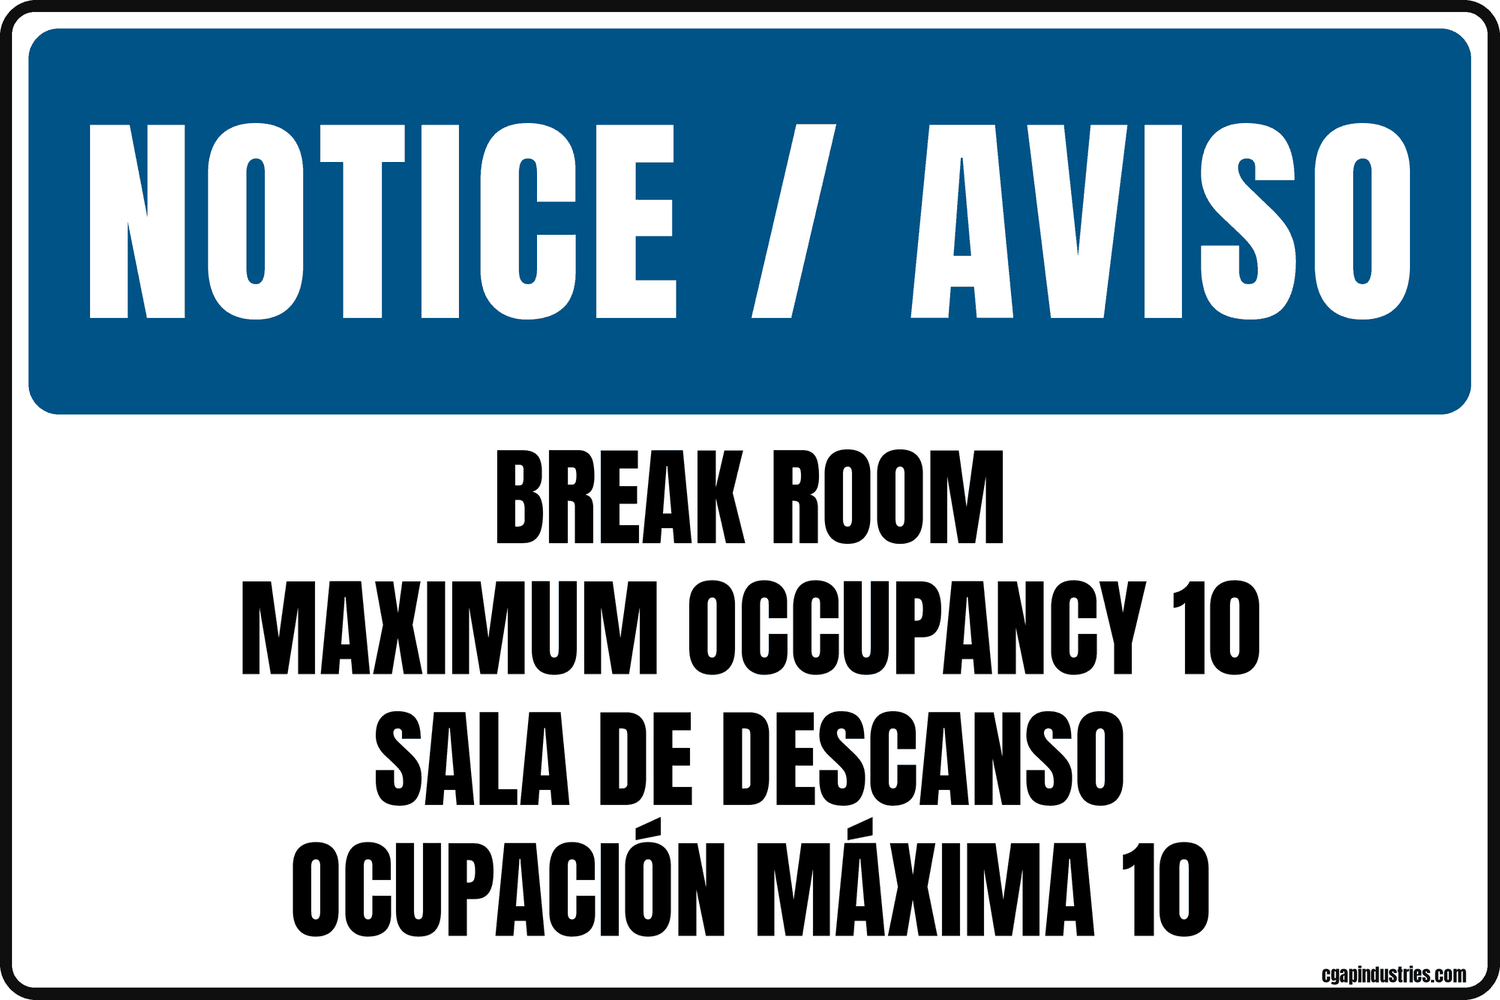 NOTICE / AVISO
BREAK ROOM
MAXIMUM OCCUPANCY 10
SALA DE DESCANSO
OCUPACIÓN MÁXIMA 10
cgapindustries.com